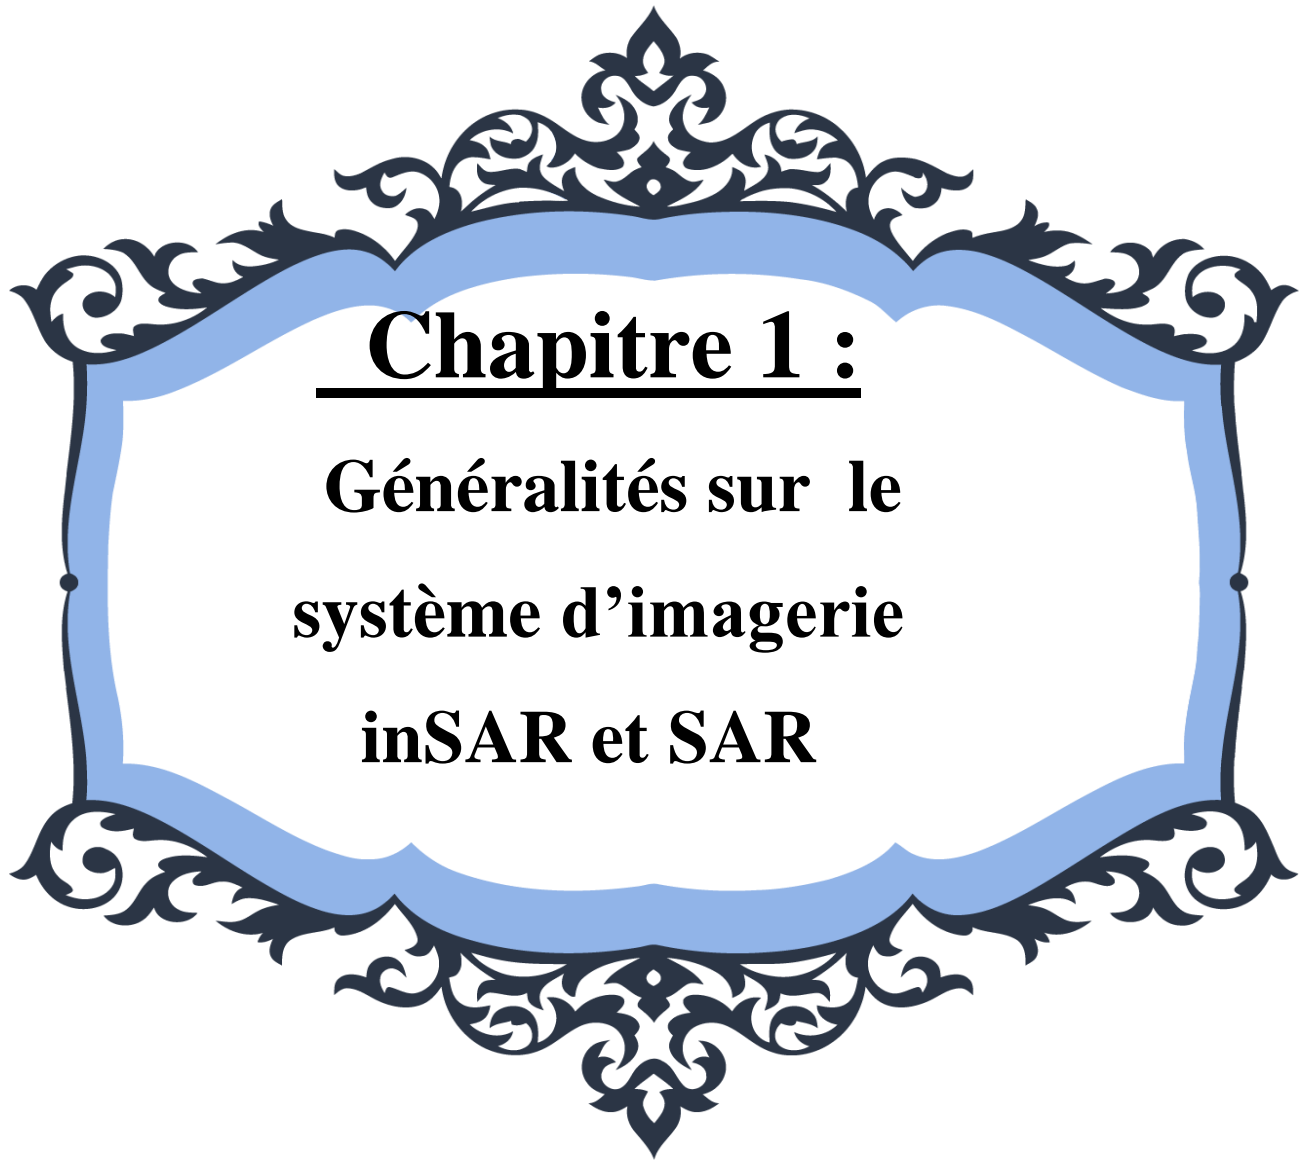 Chapitre 1 :
Généralités sur le
système d’imagerie
inSAR et SAR